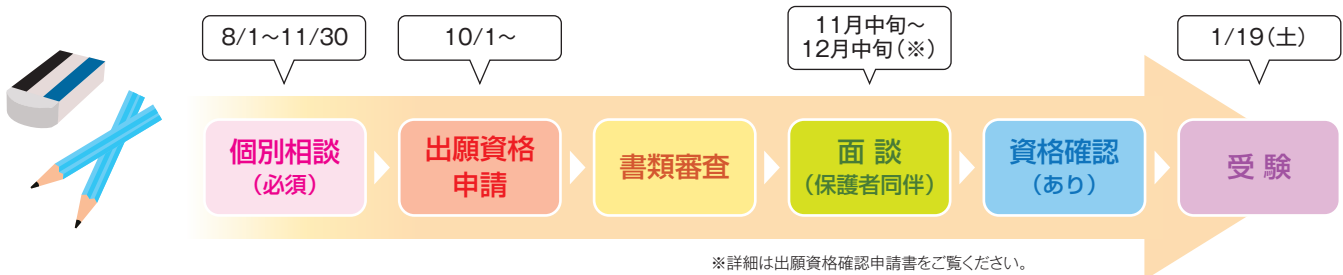 8/1～11/30
10/1～
11月中旬～
12月中旬(※)
1/19(土)
個別相談
(必須)
出願資格
申請
書類審査
面 談
(保護者同伴)
資格確認
(あり)
受 験
※詳細は出願資格確認申請書をご覧ください。